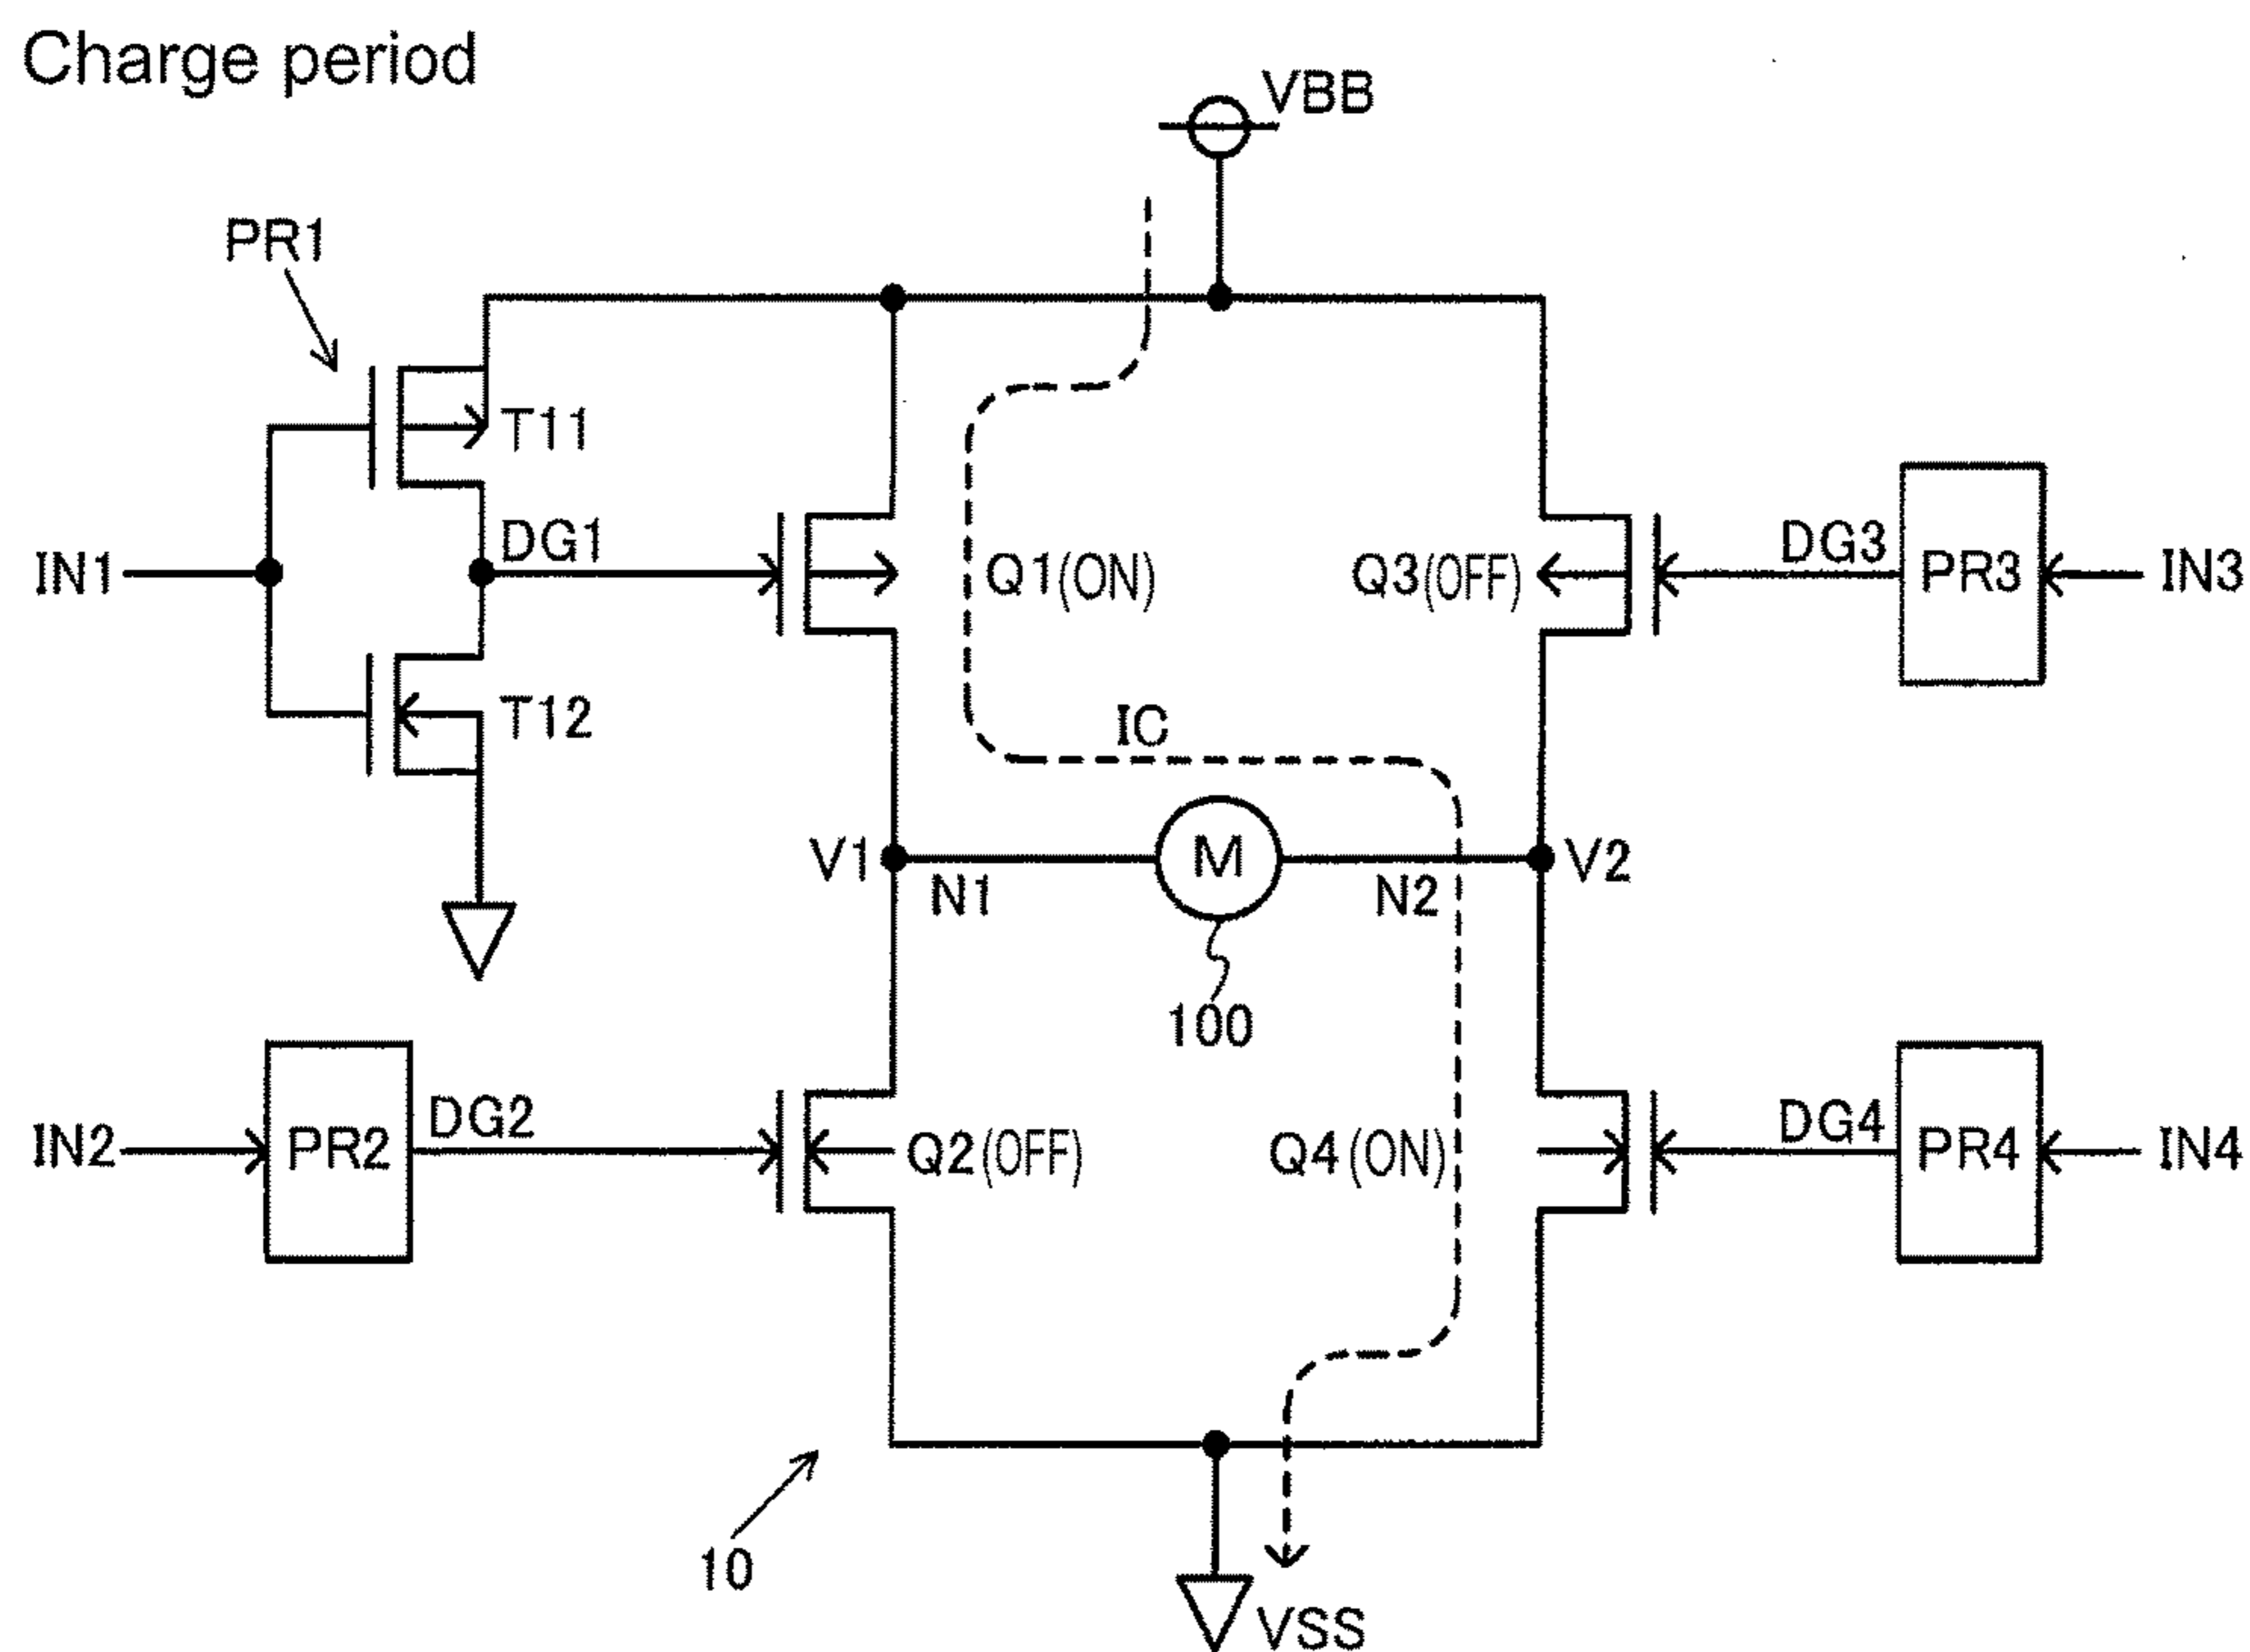 Charge period
VBB
PR1
T11
DG1
IN1
Q1(ON)
Q3(OFF)
DG3
PR3
IN3
T12
IC
V1
N1
M
N2
V2
100
IN2
PR2
DG2
Q2(OFF)
Q4(ON)
DG4
PR4
IN4
10
VSS